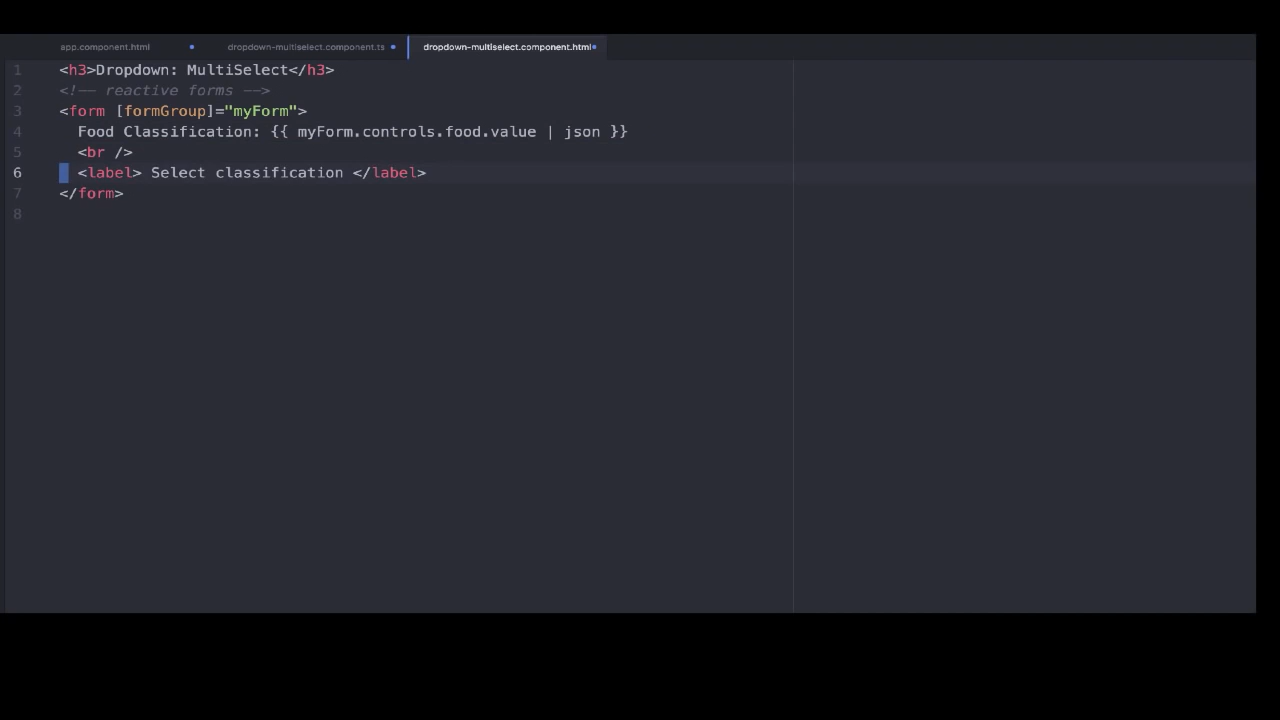 app.component.html dropdown-multiselect.component.ts dropdown-multiselect.component.html
1 <h3>Dropdown: MultiSelect</h3>
2 <!-- reactive forms -->
3 <form [formGroup]="myForm">
4 Food Classification: {{ myForm.controls.food.value | json }}
5 <br />
6 <label> Select classification </label>
7 </form>
8